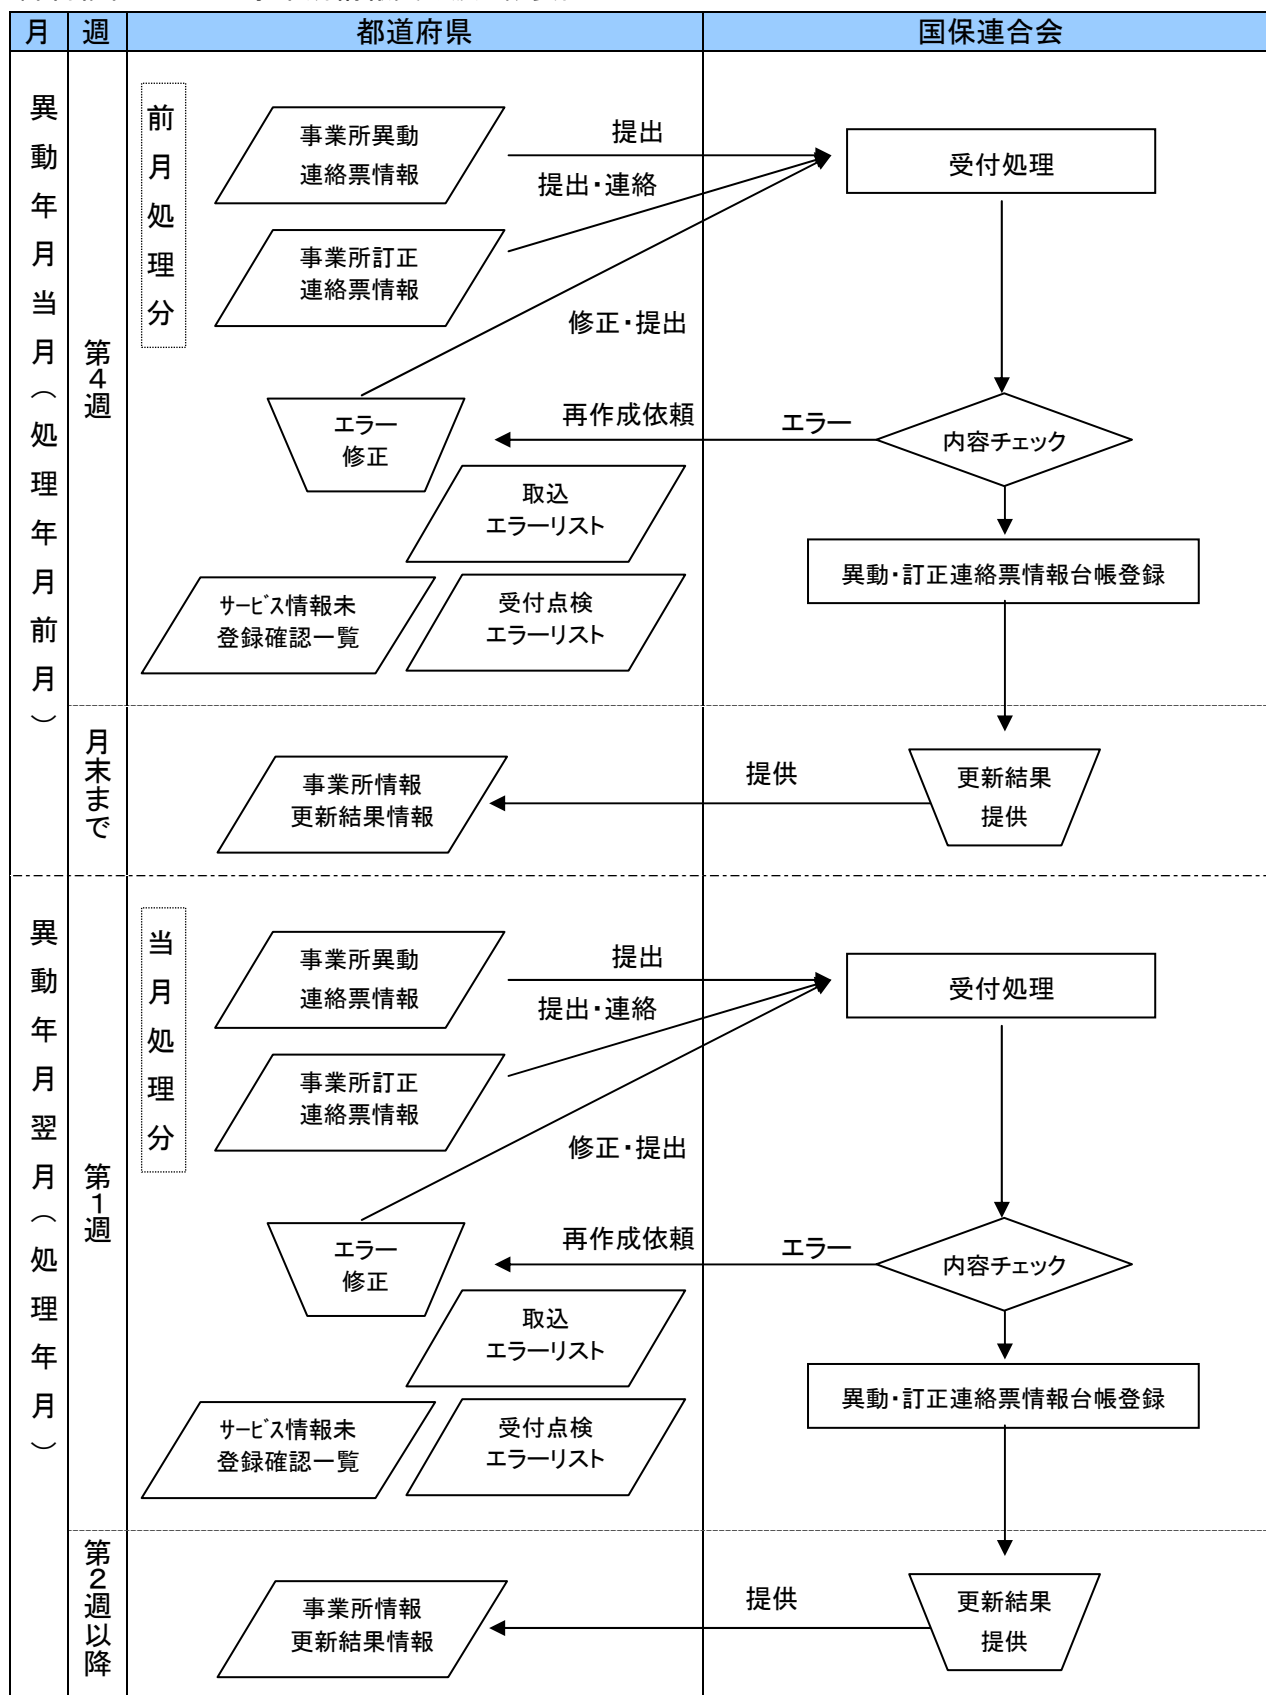 月
週
都道府県
国保連合会
異動年月当月（処理年月前月）
第4週
前月処理分
事業所異動
連絡票情報
提出
受付処理
提出・連絡
事業所訂正
連絡票情報
修正・提出
エラー
修正
再作成依頼
エラー
内容チェック
取込
エラーリスト
異動・訂正連絡票情報台帳登録
サービス情報未
登録確認一覧
受付点検
エラーリスト
月末まで
事業所情報
更新結果情報
提供
更新結果
提供
異動年月翌月（処理年月）
第1週
当月処理分
事業所異動
連絡票情報
提出
受付処理
提出・連絡
事業所訂正
連絡票情報
修正・提出
エラー
修正
再作成依頼
エラー
内容チェック
取込
エラーリスト
異動・訂正連絡票情報台帳登録
サービス情報未
登録確認一覧
受付点検
エラーリスト
第2週以降
事業所情報
更新結果情報
提供
更新結果
提供